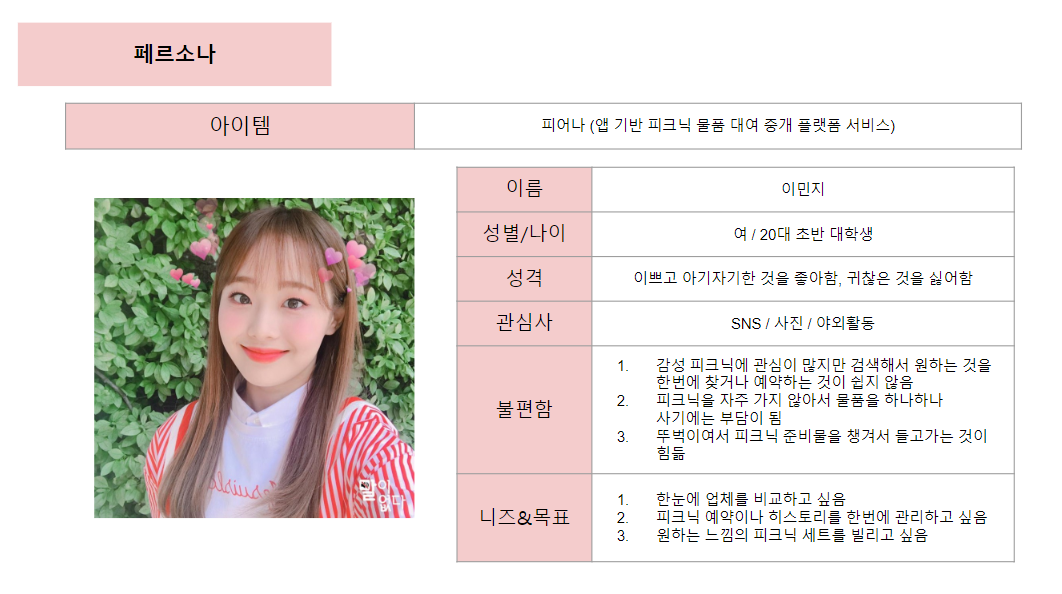 페르소나
아이템
피어나 (앱 기반 피크닉 물품 대여 중개 플랫폼 서비스)
이름
이민지
성별/나이
여 / 20대 초반 대학생
성격
이쁘고 아기자기한 것을 좋아함, 귀찮은 것을 싫어함
관심사
SNS / 사진 / 야외활동
불편함
1. 감성 피크닉에 관심이 많지만 검색해서 원하는 것을
한번에 찾거나 예약하는 것이 쉽지 않음
2. 피크닉을 자주 가지 않아서 물품을 하나하나
사기에는 부담이 됨
3. 뚜벅이여서 피크닉 준비물을 챙겨서 들고가는 것이
힘듦
니즈&목표
1. 한눈에 업체를 비교하고 싶음
2. 피크닉 예약이나 히스토리를 한번에 관리하고 싶음
3. 원하는 느낌의 피크닉 세트를 빌리고 싶음
말이
없다